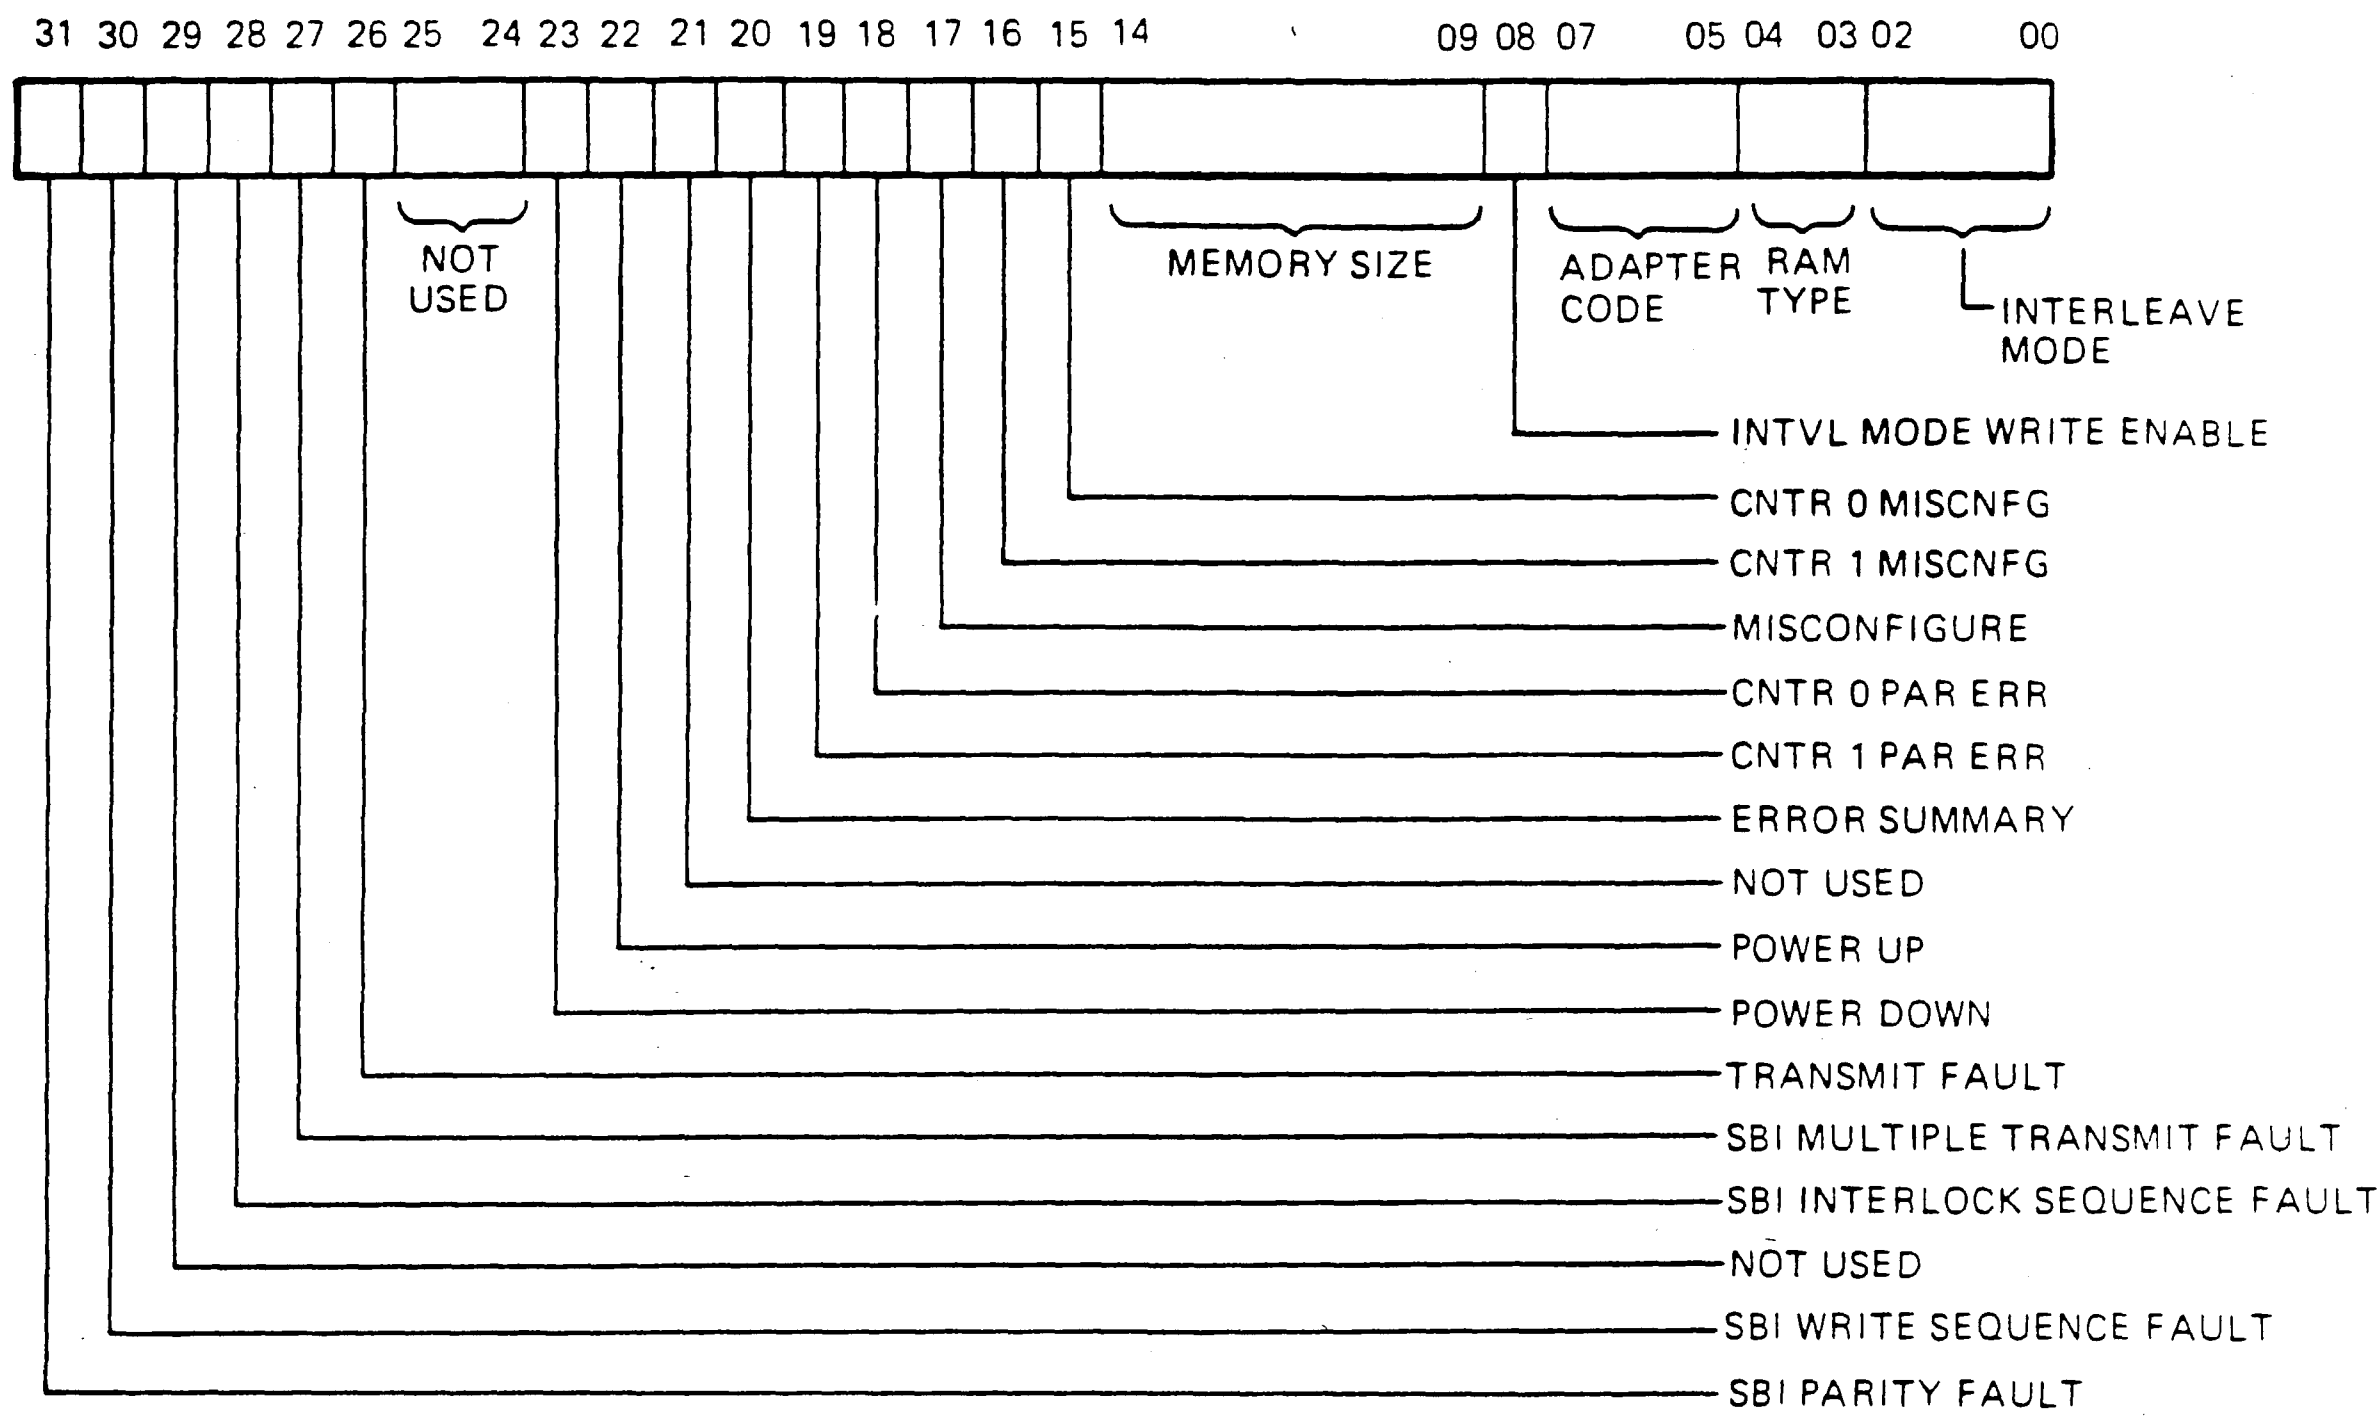 31 30 29 28 27 26 25 24 23 22 21 20 19 18 17 16 15 14 09 08 07 05 04 03 02 00
NOT
USED
MEMORY SIZE
ADAPTER
CODE
RAM
TYPE
INTERLEAVE
MODE
INTVL MODE WRITE ENABLE
CNTR 0 MISCNFG
CNTR 1 MISCNFG
MISCONFIGURE
CNTR 0 PAR ERR
CNTR 1 PAR ERR
ERROR SUMMARY
NOT USED
POWER UP
POWER DOWN
TRANSMIT FAULT
SBI MULTIPLE TRANSMIT FAULT
SBI INTERLOCK SEQUENCE FAULT
NOT USED
SBI WRITE SEQUENCE FAULT
SBI PARITY FAULT